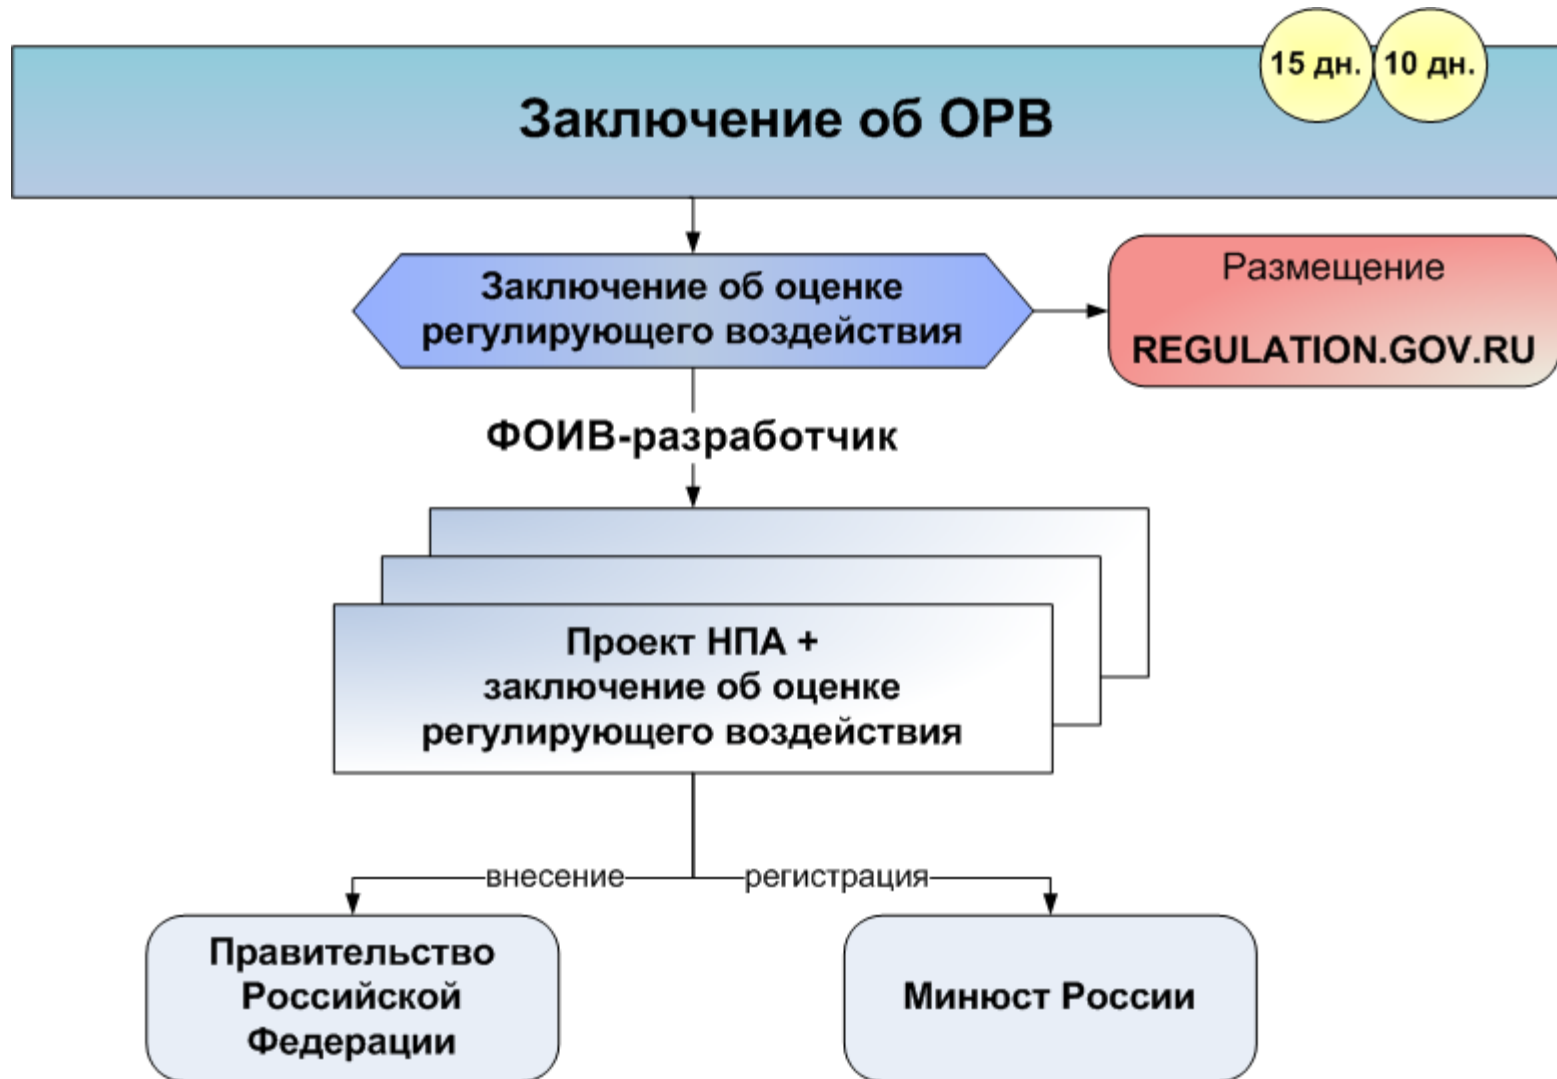 15 дн.
10 дн.
Заключение об ОРВ
Заключение об оценке
регулирующего воздействия
Размещение
REGULATION.GOV.RU
ФОИВ-разработчик
Проект НПА +
заключение об оценке
регулирующего воздействия
внесение
регистрация
Правительство
Российской
Федерации
Минюст России